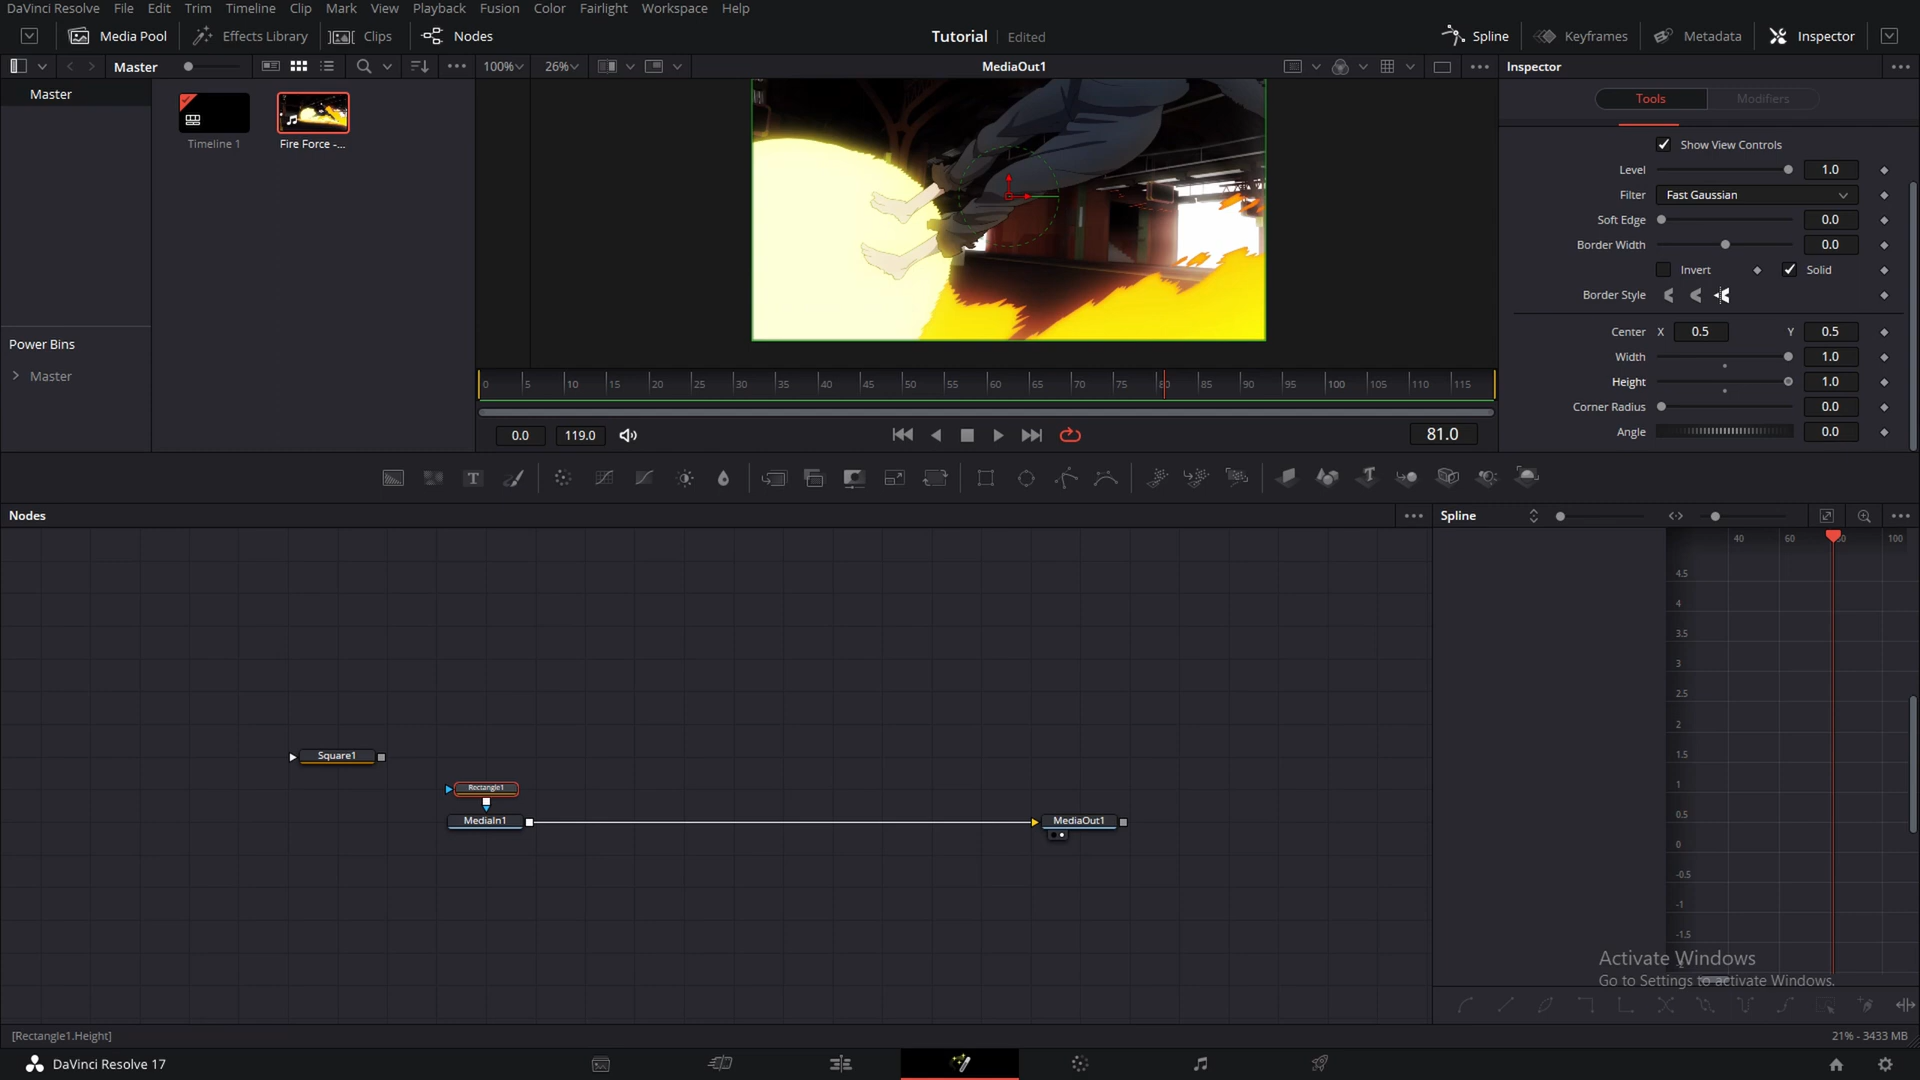 DaVinci Resolve File Edit Trim Timeline Clip Mark View Playback Fusion Color Fairlight Workspace Help
Media Pool Effects Library Clips Nodes Tutorial Edited Spline Keyframes Metadata Inspector
Master 100% 26% MediaOut1 Inspector
Master
Timeline 1
Fire Force -...
Power Bins
Master
0 5 10 15 20 25 30 35 40 45 50 55 60 65 70 75 80 85 90 95 100 105 110 115
0.0 119.0 81.0
Tools Modifiers
Show View Controls
Level 1.0
Filter Fast Gaussian
Soft Edge 0.0
Border Width 0.0
Invert Solid
Border Style
Center X 0.5 Y 0.5
Width 1.0
Height 1.0
Corner Radius 0.0
Angle 0.0
Nodes
Square1
Rectangle1
MediaIn1
MediaOut1
Spline
40 60 80 100
4.5
4
3.5
3
2.5
2
1.5
1
0.5
0
-0.5
-1
-1.5
Activate Windows
Go to Settings to activate Windows.
[Rectangle1.Height] 21% - 3433 MB
DaVinci Resolve 17